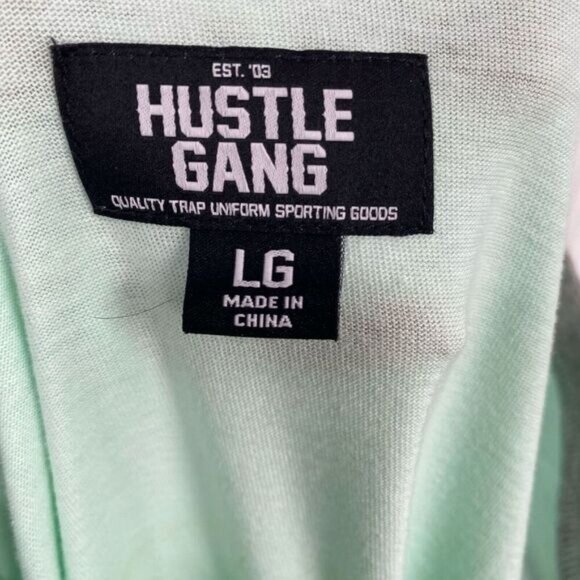 EST. '03
HUSTLE
GANG
QUALITY TRAP UNIFORM SPORTING GOODS
LG
MADE IN
CHINA